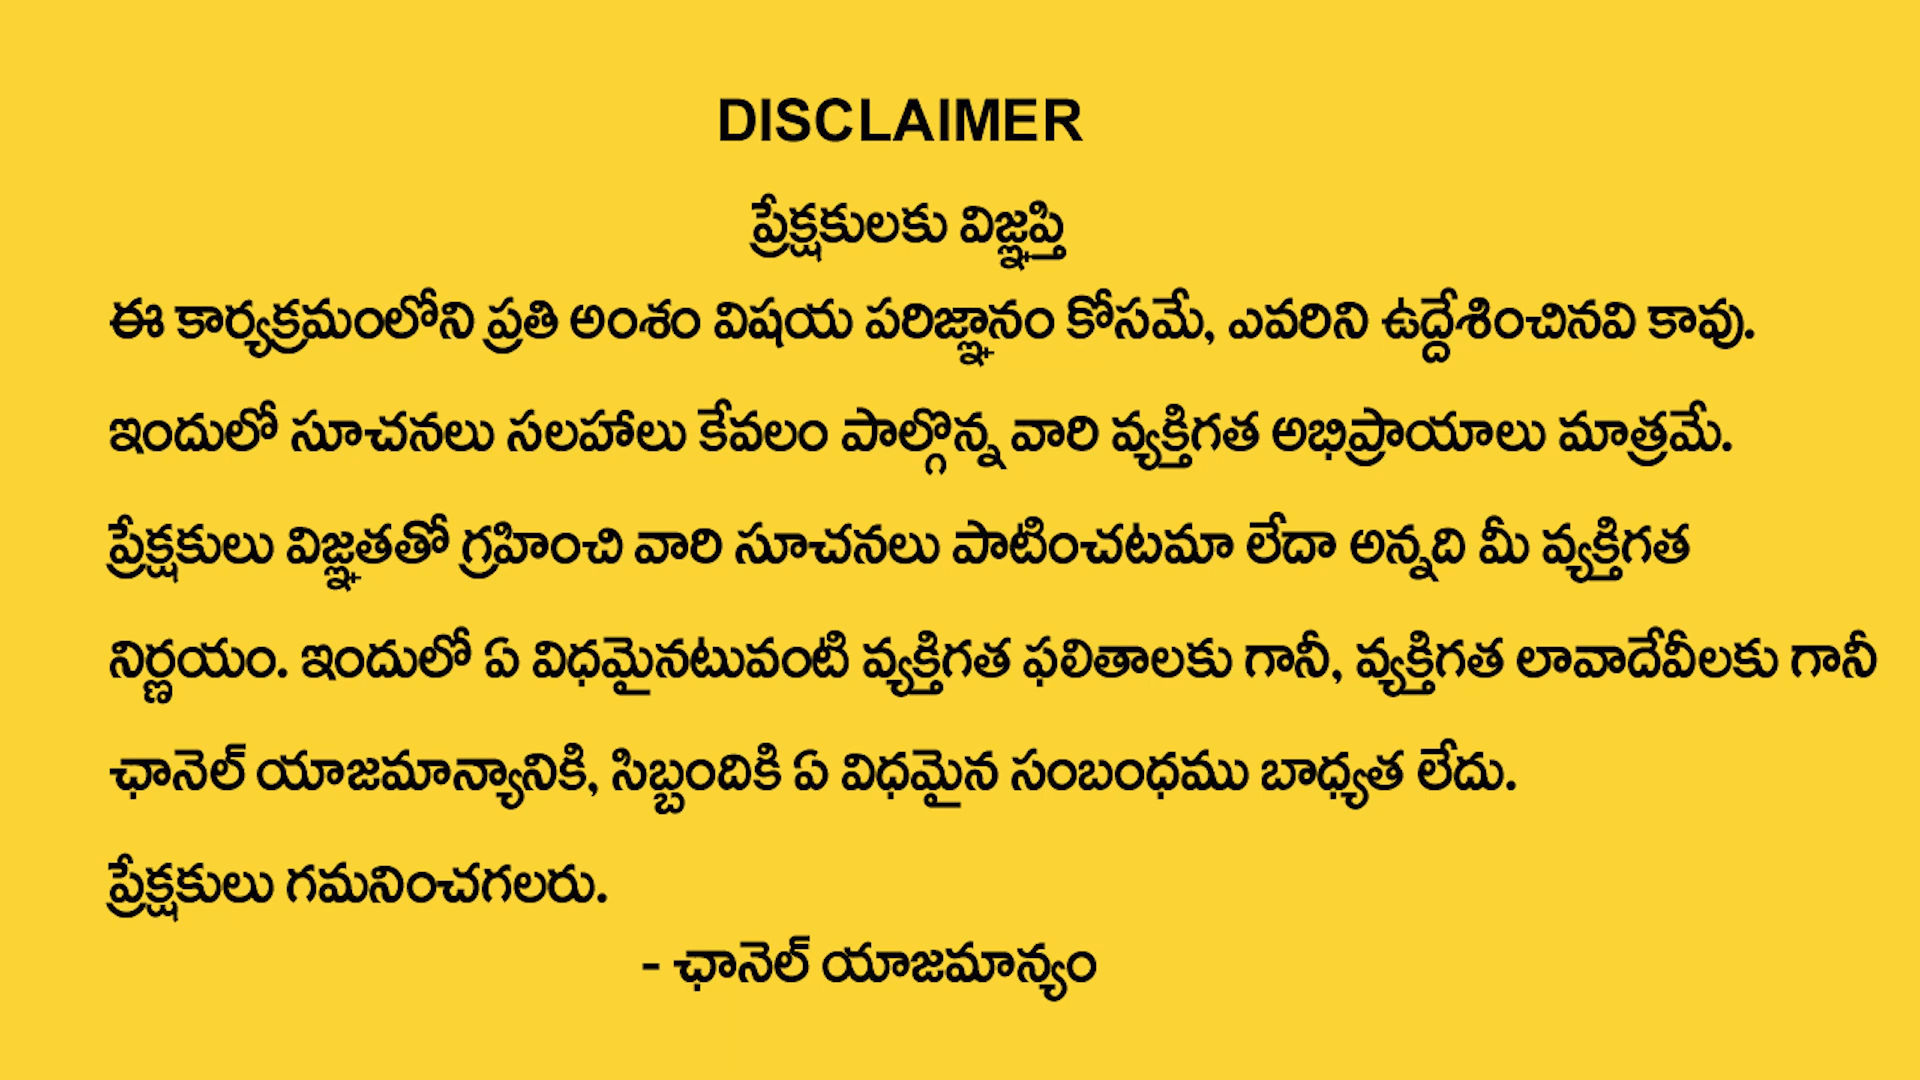 DISCLAIMER
ప్రేక్షకులకు విజ్ఞప్తి
ఈ కార్యక్రమంలోని ప్రతి అంశం విషయ పరిజ్ఞానం కోసమే, ఎవరిని ఉద్దేశించినవి కావు.
ఇందులో సూచనలు సలహాలు కేవలం పాల్గొన్న వారి వ్యక్తిగత అభిప్రాయాలు మాత్రమే.
ప్రేక్షకులు విజ్ఞతతో గ్రహించి వారి సూచనలు పాటించటమా లేదా అన్నది మీ వ్యక్తిగత
నిర్ణయం. ఇందులో ఏ విధమైనటువంటి వ్యక్తిగత ఫలితాలకు గానీ, వ్యక్తిగత లావాదేవీలకు గానీ
ఛానెల్ యాజమాన్యానికి, సిబ్బందికి ఏ విధమైన సంబంధము బాధ్యత లేదు.
ప్రేక్షకులు గమనించగలరు.
- ఛానెల్ యాజమాన్యం